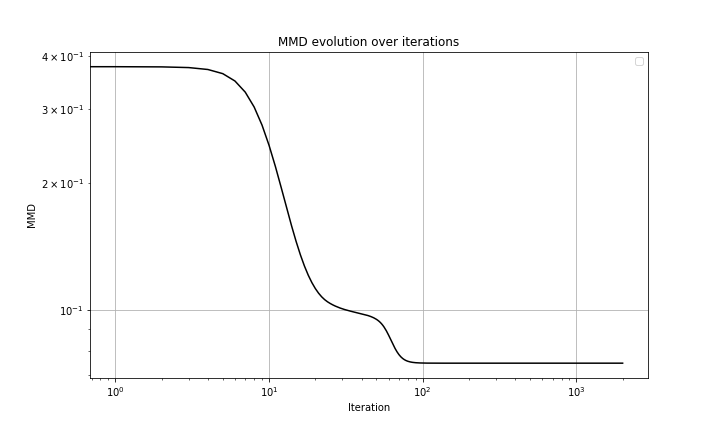 MMD evolution over iterations
4 × 10⁻¹
3 × 10⁻¹
2 × 10⁻¹
10⁻¹
MMD
10⁰
10¹
10²
10³
Iteration